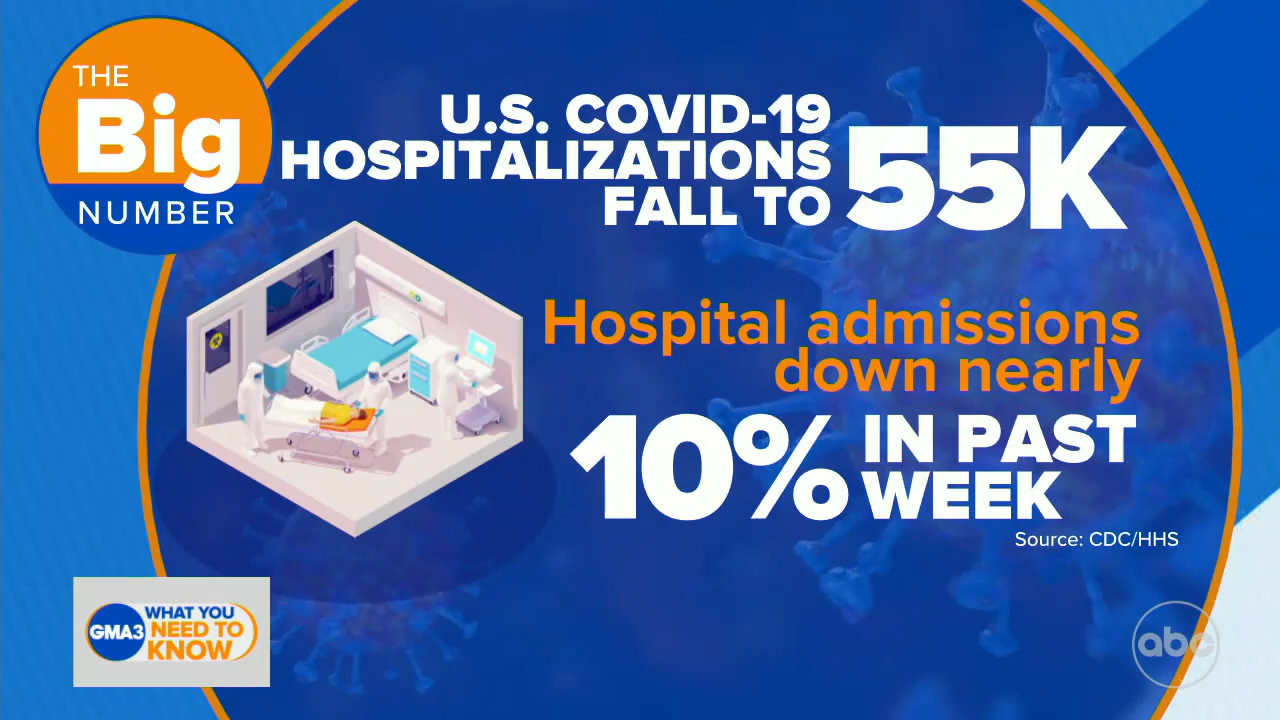 THE
Big
NUMBER
U.S. COVID-19
HOSPITALIZATIONS
FALL TO
55K
Hospital admissions
down nearly
10%
IN PAST
WEEK
Source: CDC/HHS
GMA3
WHAT YOU
NEED TO
KNOW
abc